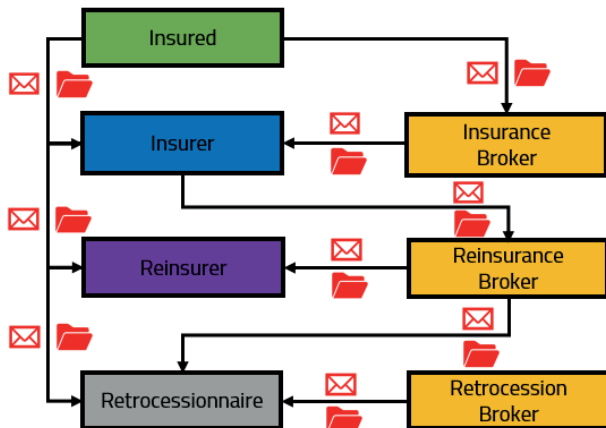 Insured
Insurer
Insurance
Broker
Reinsurer
Reinsurance
Broker
Retrocessionnaire
Retrocession
Broker